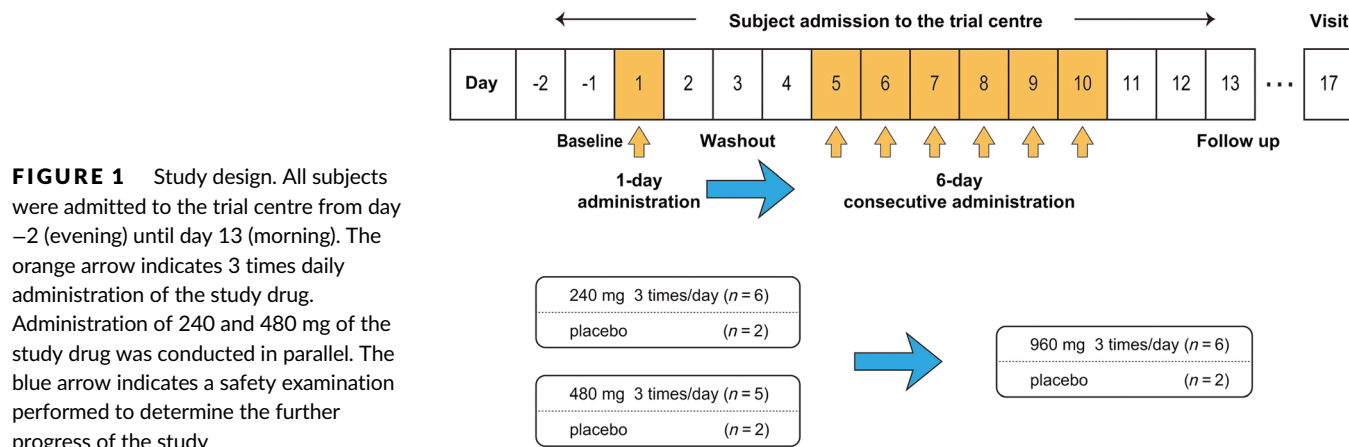 Subject admission to the trial centre Visit
Day -2 -1 1 2 3 4 5 6 7 8 9 10 11 12 13 ··· 17
Baseline Washout Follow up
1-day
administration
6-day
consecutive administration
FIGURE 1 Study design. All subjects
were admitted to the trial centre from day
−2 (evening) until day 13 (morning). The
orange arrow indicates 3 times daily
administration of the study drug.
Administration of 240 and 480 mg of the
study drug was conducted in parallel. The
blue arrow indicates a safety examination
performed to determine the further
progress of the study
240 mg 3 times/day (n = 6)
placebo (n = 2)
480 mg 3 times/day (n = 5)
placebo (n = 2)
960 mg 3 times/day (n = 6)
placebo (n = 2)